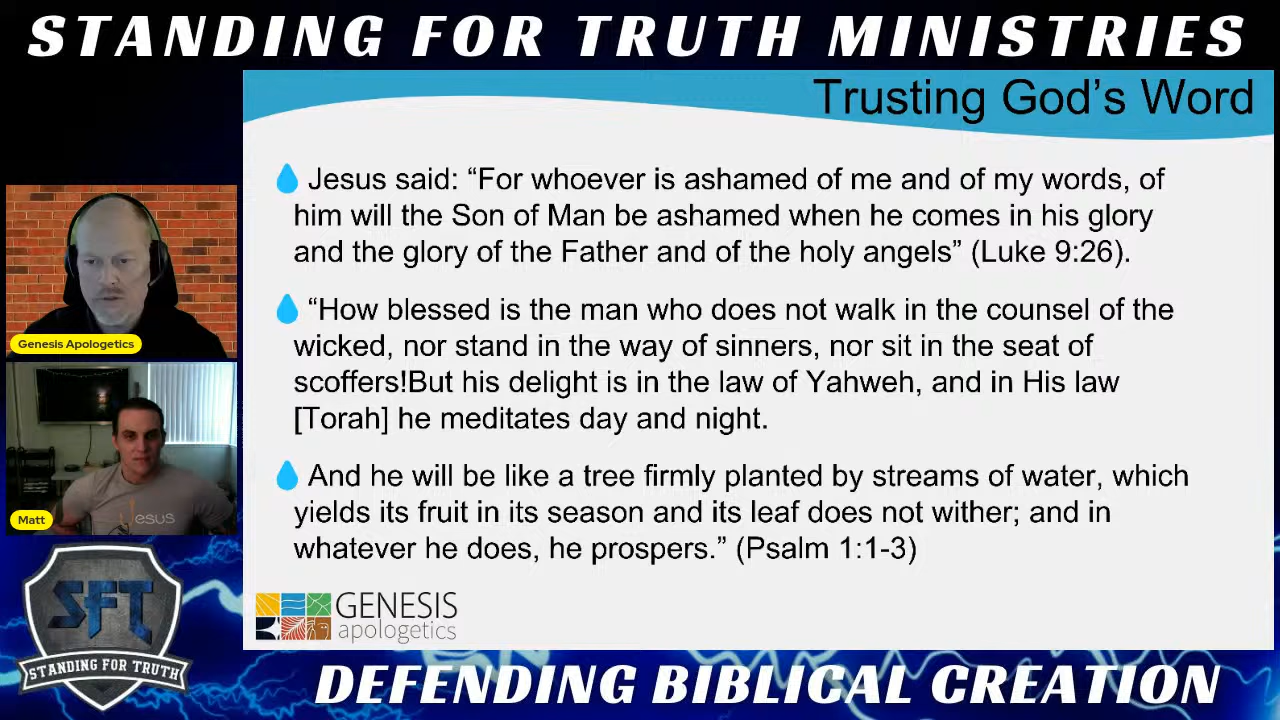 STANDING FOR TRUTH MINISTRIES
Trusting God's Word
Jesus said: “For whoever is ashamed of me and of my words, of
him will the Son of Man be ashamed when he comes in his glory
and the glory of the Father and of the holy angels” (Luke 9:26).
“How blessed is the man who does not walk in the counsel of the
wicked, nor stand in the way of sinners, nor sit in the seat of
scoffers!But his delight is in the law of Yahweh, and in His law
[Torah] he meditates day and night.
And he will be like a tree firmly planted by streams of water, which
yields its fruit in its season and its leaf does not wither; and in
whatever he does, he prospers.” (Psalm 1:1-3)
GENESIS
apologetics
Genesis Apologetics
Jesus
Matt
SFT
STANDING FOR TRUTH
DEFENDING BIBLICAL CREATION